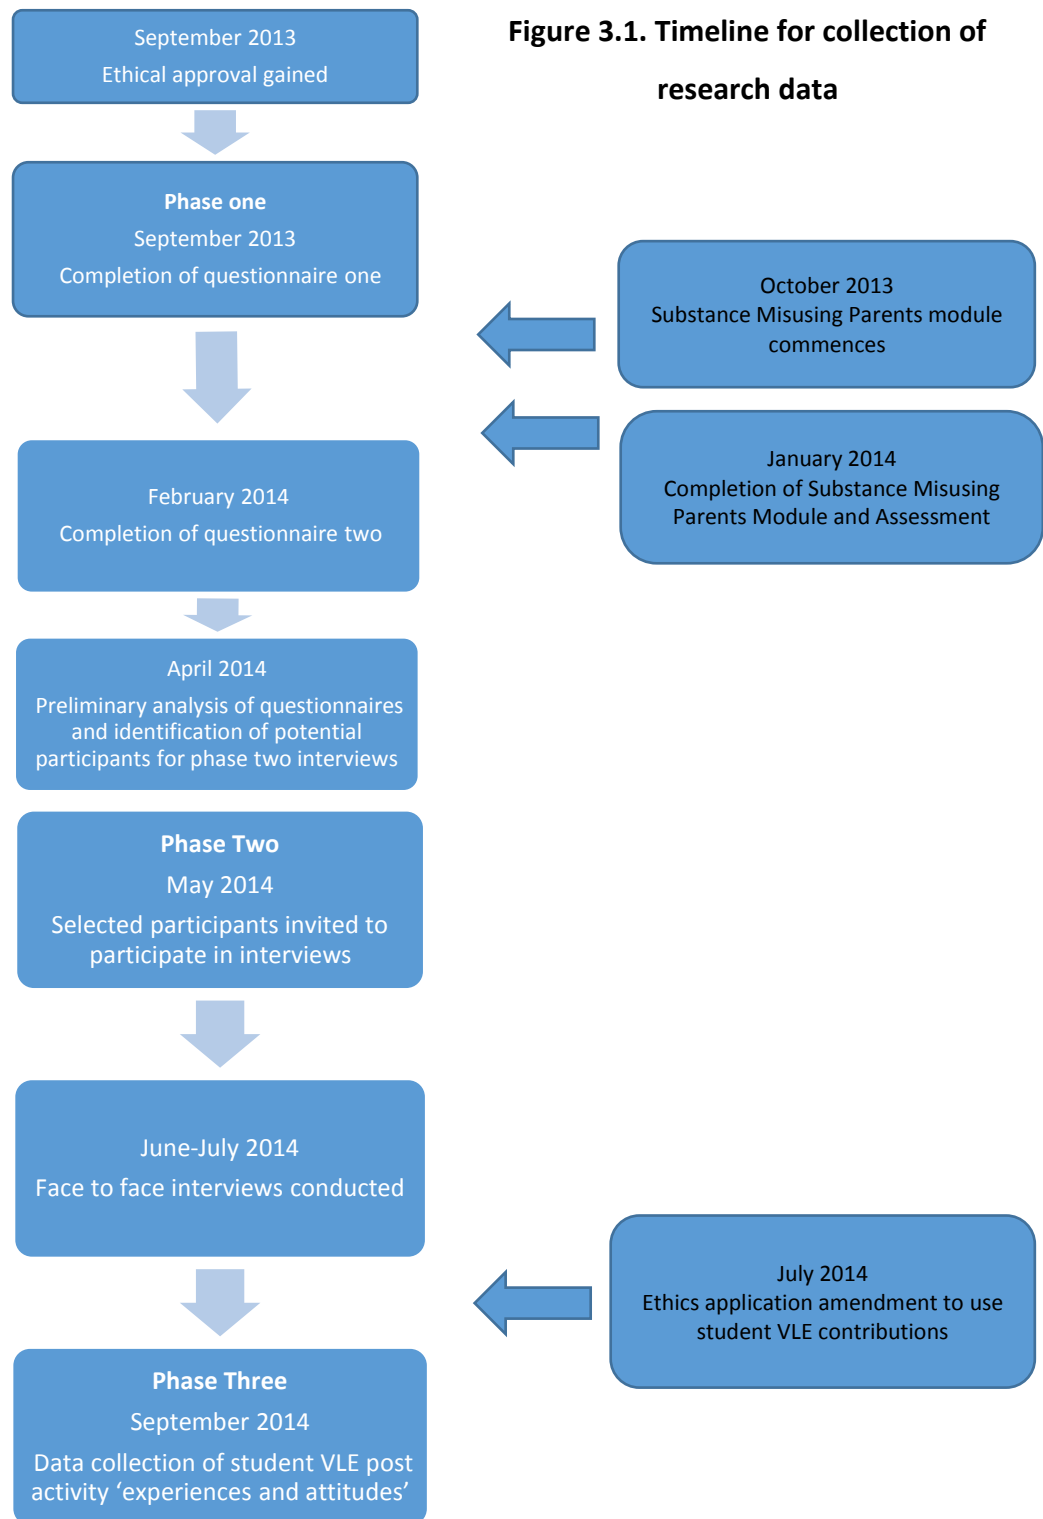 Figure 3.1. Timeline for collection of
research data
September 2013
Ethical approval gained
Phase one
September 2013
Completion of questionnaire one
October 2013
Substance Misusing Parents module
commences
January 2014
Completion of Substance Misusing
Parents Module and Assessment
February 2014
Completion of questionnaire two
April 2014
Preliminary analysis of questionnaires
and identification of potential
participants for phase two interviews
Phase Two
May 2014
Selected participants invited to
participate in interviews
June-July 2014
Face to face interviews conducted
July 2014
Ethics application amendment to use
student VLE contributions
Phase Three
September 2014
Data collection of student VLE post
activity ‘experiences and attitudes’